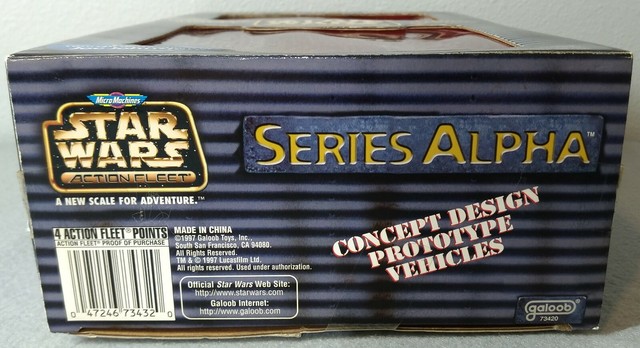 galoob
MicroMachines
STAR
WARS
ACTION FLEET
A NEW SCALE FOR ADVENTURE.™
SERIES ALPHA™
CONCEPT DESIGN
PROTOTYPE
VEHICLES
4 ACTION FLEET POINTS
ACTION FLEET® PROOF OF PURCHASE
0 47246 73432 0
MADE IN CHINA
©1997 Galoob Toys, Inc.,
South San Francisco, CA 94080.
All Rights Reserved.
TM & © 1997 Lucasfilm Ltd.
All rights reserved. Used under authorization.
Official Star Wars Web Site:
http://www.starwars.com
Galoob Internet:
http://www.galoob.com
galoob
73420